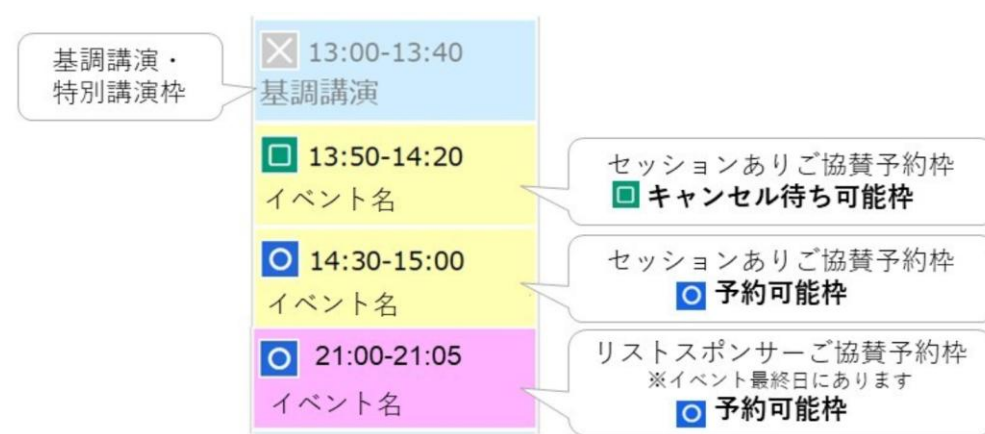 基調講演・
特別講演枠
13:00-13:40
基調講演
13:50-14:20
イベント名
セッションありご協賛予約枠
キャンセル待ち可能枠
14:30-15:00
イベント名
セッションありご協賛予約枠
予約可能枠
21:00-21:05
イベント名
リストスポンサーご協賛予約枠
※イベント最終日にあります
予約可能枠